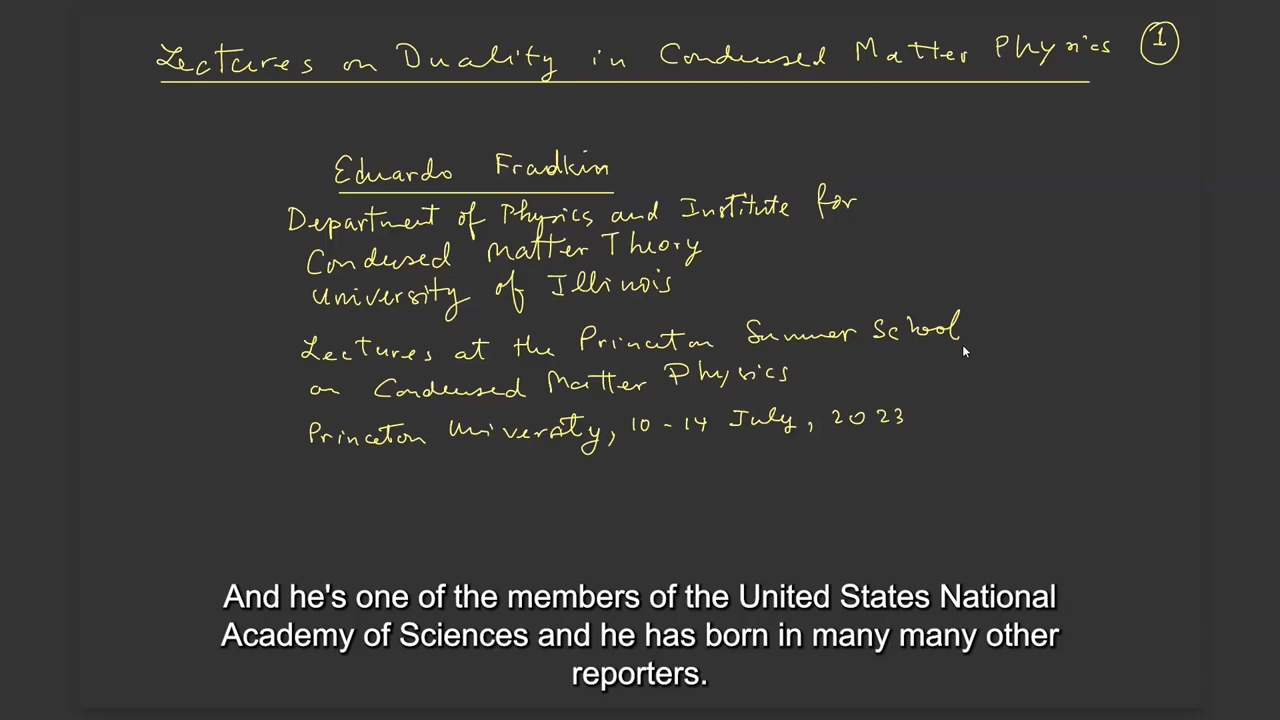 Lectures on Duality in Condensed Matter Physics 1
Eduardo Fradkin
Department of Physics and Institute for
Condensed Matter Theory
University of Illinois
Lectures at the Princeton Summer School
on Condensed Matter Physics
Princeton University, 10-14 July, 2023
And he's one of the members of the United States National
Academy of Sciences and he has born in many many other
reporters.